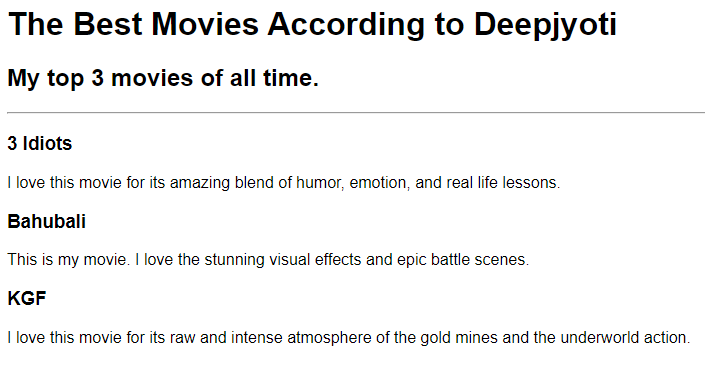 The Best Movies According to Deepjyoti
My top 3 movies of all time.
3 Idiots
I love this movie for its amazing blend of humor, emotion, and real life lessons.
Bahubali
This is my movie. I love the stunning visual effects and epic battle scenes.
KGF
I love this movie for its raw and intense atmosphere of the gold mines and the underworld action.